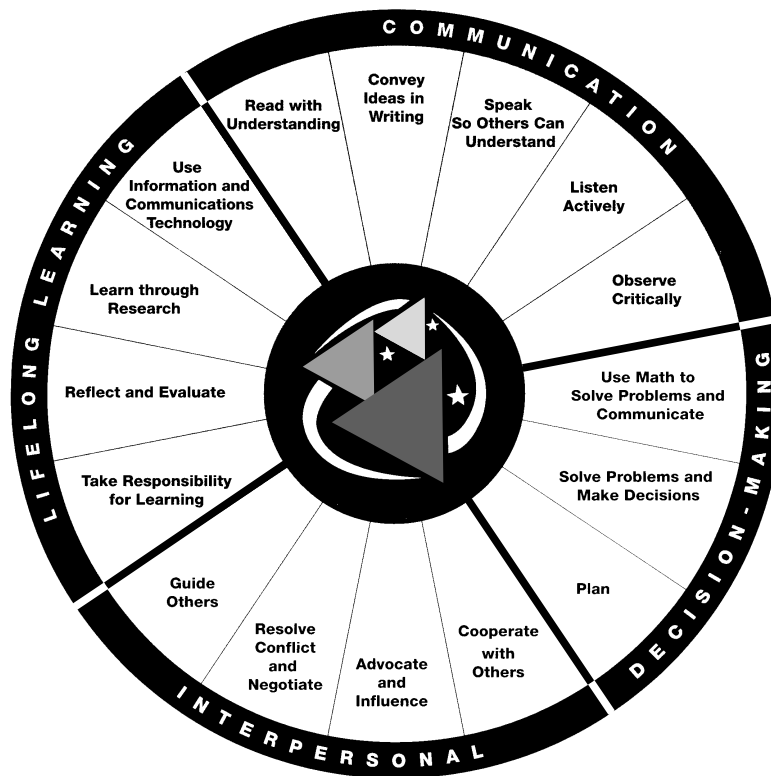 COMMUNICATION
Read with
Understanding
Convey
Ideas in
Writing
Speak
So Others Can
Understand
Listen
Actively
Observe
Critically
DECISION-MAKING
Use Math to
Solve Problems and
Communicate
Solve Problems and
Make Decisions
Plan
INTERPERSONAL
Cooperate
with
Others
Advocate
and
Influence
Resolve
Conflict
and
Negotiate
Guide
Others
LIFELONG LEARNING
Take Responsibility
for Learning
Reflect and Evaluate
Learn through
Research
Use
Information and
Communications
Technology